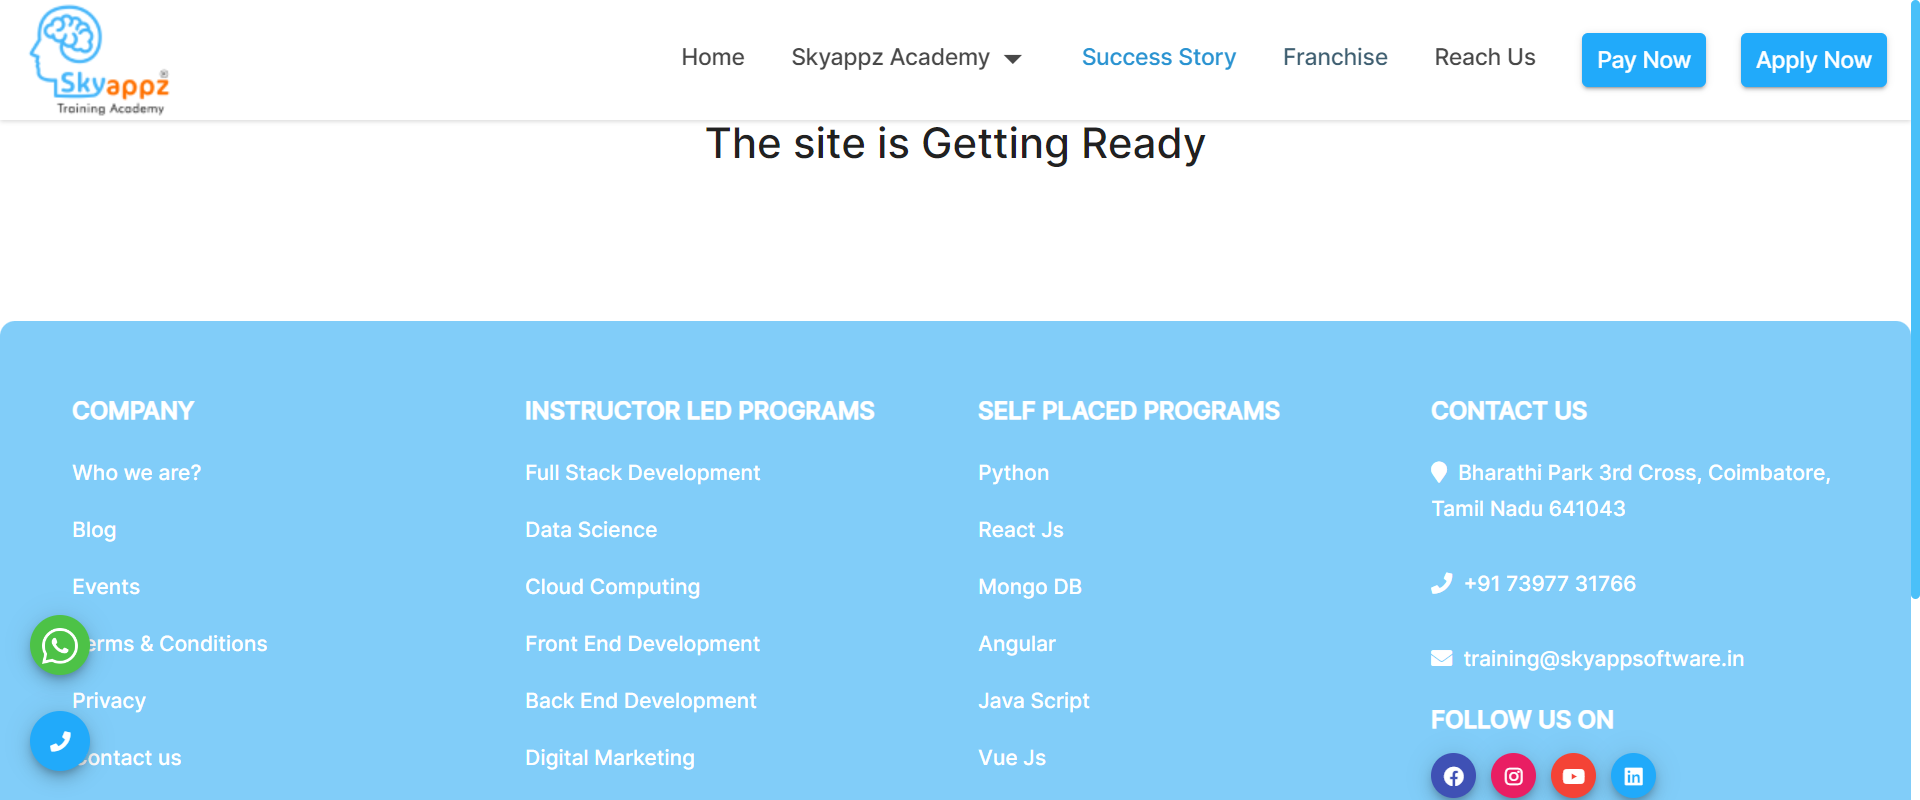 Skyappz®
Training Academy
Home
Skyappz Academy
Success Story
Franchise
Reach Us
Pay Now
Apply Now
The site is Getting Ready
COMPANY
Who we are?
Blog
Events
erms & Conditions
Privacy
ontact us
INSTRUCTOR LED PROGRAMS
Full Stack Development
Data Science
Cloud Computing
Front End Development
Back End Development
Digital Marketing
SELF PLACED PROGRAMS
Python
React Js
Mongo DB
Angular
Java Script
Vue Js
CONTACT US
Bharathi Park 3rd Cross, Coimbatore,
Tamil Nadu 641043
+91 73977 31766
training@skyappsoftware.in
FOLLOW US ON